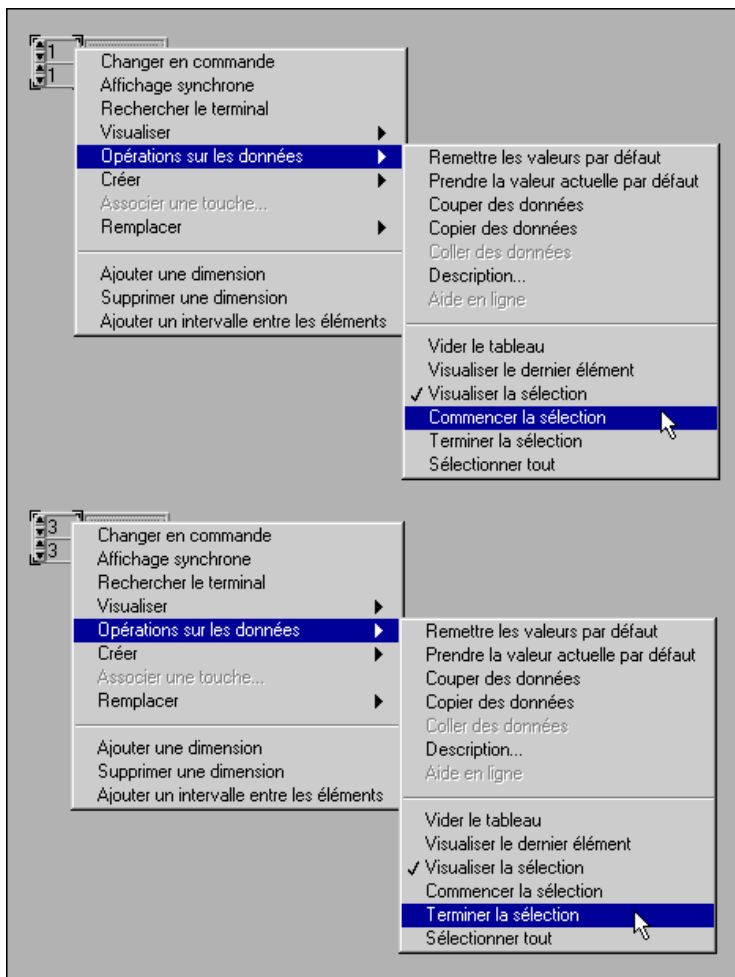 1
1
Changer en commande
Affichage synchrone
Rechercher le terminal
Visualiser
Opérations sur les données
Créer
Associer une touche...
Remplacer
Ajouter une dimension
Supprimer une dimension
Ajouter un intervalle entre les éléments
Remettre les valeurs par défaut
Prendre la valeur actuelle par défaut
Couper des données
Copier des données
Coller des données
Description...
Aide en ligne
Vider le tableau
Visualiser le dernier élément
✓ Visualiser la sélection
Commencer la sélection
Terminer la sélection
Sélectionner tout
3
3
Changer en commande
Affichage synchrone
Rechercher le terminal
Visualiser
Opérations sur les données
Créer
Associer une touche...
Remplacer
Ajouter une dimension
Supprimer une dimension
Ajouter un intervalle entre les éléments
Remettre les valeurs par défaut
Prendre la valeur actuelle par défaut
Couper des données
Copier des données
Coller des données
Description...
Aide en ligne
Vider le tableau
Visualiser le dernier élément
✓ Visualiser la sélection
Commencer la sélection
Terminer la sélection
Sélectionner tout